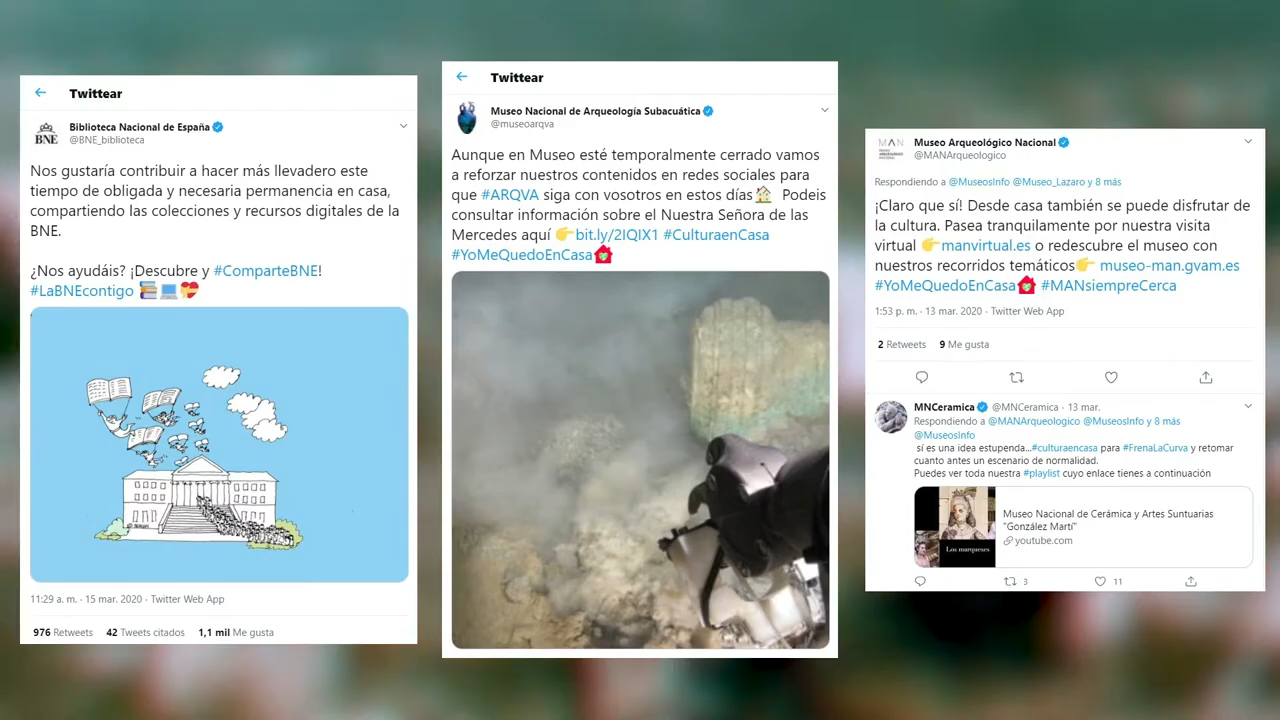 Twittear
BNE
Biblioteca Nacional de España
@BNE_biblioteca
Nos gustaría contribuir a hacer más llevadero este
tiempo de obligada y necesaria permanencia en casa,
compartiendo las colecciones y recursos digitales de la
BNE.
¿Nos ayudáis? ¡Descubre y #ComparteBNE!
#LaBNEcontigo 📚💻💝
11:29 a. m. · 15 mar. 2020 · Twitter Web App
976 Retweets 42 Tweets citados 1,1 mil Me gusta
Twittear
Museo Nacional de Arqueología Subacuática
@museoarqva
Aunque en Museo esté temporalmente cerrado vamos
a reforzar nuestros contenidos en redes sociales para
que #ARQVA siga con vosotros en estos días🏠 Podeis
consultar información sobre el Nuestra Señora de las
Mercedes aquí 👉bit.ly/2IQIX1 #CulturaenCasa
#YoMeQuedoEnCasa
MAN
Museo Arqueológico Nacional
@MANArqueologico
Respondiendo a @MuseosInfo @Museo_Lazaro y 8 más
¡Claro que sí! Desde casa también se puede disfrutar de
la cultura. Pasea tranquilamente por nuestra visita
virtual 👉manvirtual.es o redescubre el museo con
nuestros recorridos temáticos👉 museo-man.gvam.es
#YoMeQuedoEnCasa #MANsiempreCerca
1:53 p. m. · 13 mar. 2020 · Twitter Web App
2 Retweets 9 Me gusta
MNCeramica @MNCeramica · 13 mar.
Respondiendo a @MANArqueologico @MuseosInfo y 8 más
@MuseosInfo
sí es una idea estupenda...#culturaencasa para #FrenaLaCurva y retomar
cuanto antes un escenario de normalidad.
Puedes ver toda nuestra #playlist cuyo enlace tienes a continuación
Los marqueses
Museo Nacional de Cerámica y Artes Suntuarias
"González Martí"
youtube.com
3 11